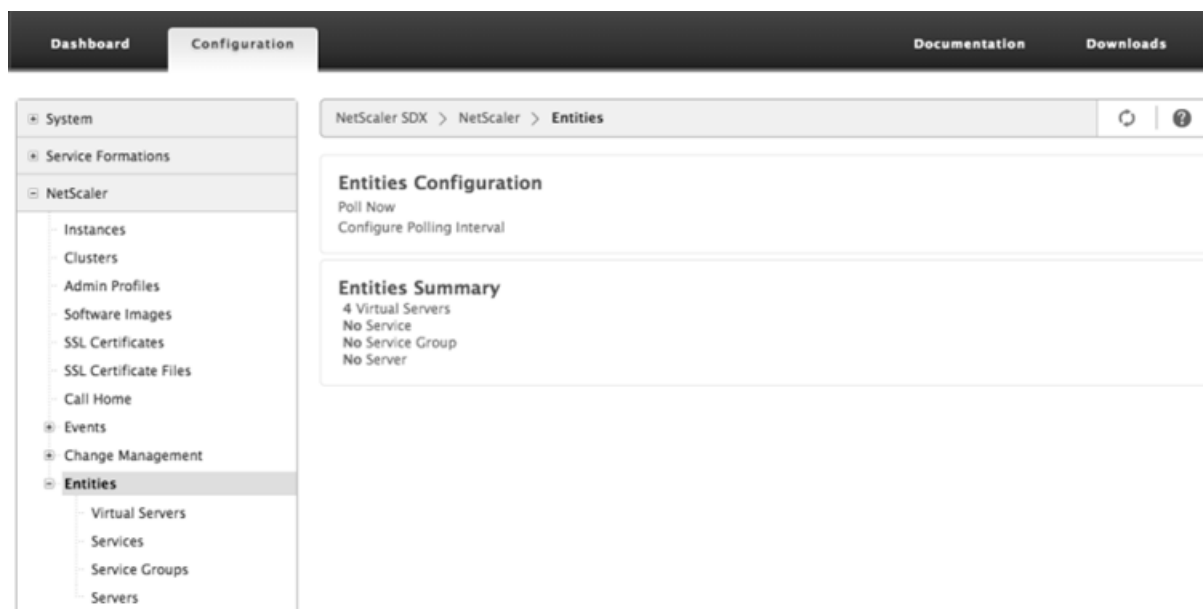 Dashboard
Configuration
Documentation
Downloads
System
Service Formations
NetScaler
Instances
Clusters
Admin Profiles
Software Images
SSL Certificates
SSL Certificate Files
Call Home
Events
Change Management
Entities
Virtual Servers
Services
Service Groups
Servers
NetScaler SDX > NetScaler > Entities
Entities Configuration
Poll Now
Configure Polling Interval
Entities Summary
4 Virtual Servers
No Service
No Service Group
No Server